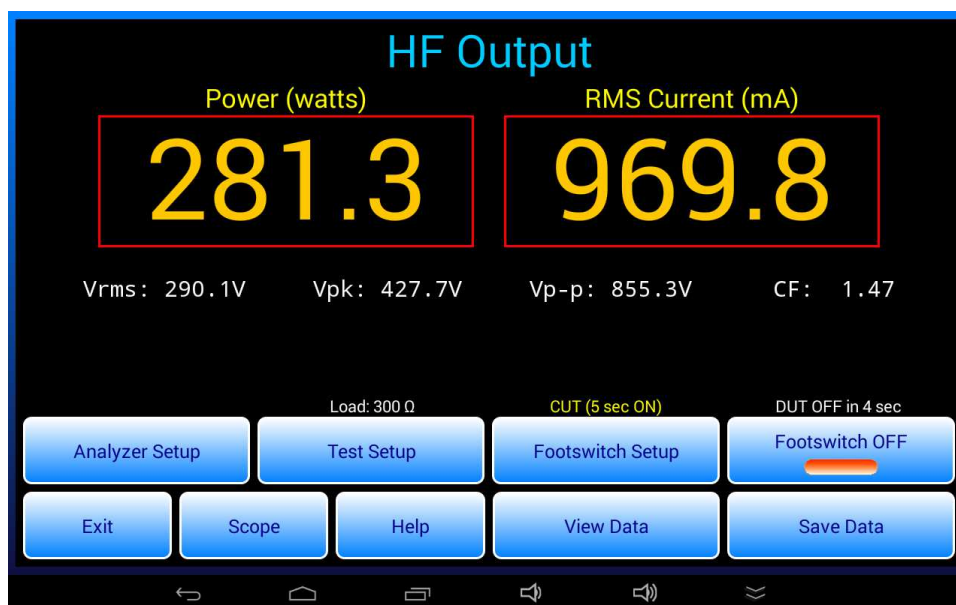 HF Output
Power (watts) RMS Current (mA)
281.3 969.8
Vrms: 290.1V Vpk: 427.7V Vp-p: 855.3V CF: 1.47
Load: 300 Ω CUT (5 sec ON) DUT OFF in 4 sec
Analyzer Setup Test Setup Footswitch Setup Footswitch OFF
Exit Scope Help View Data Save Data